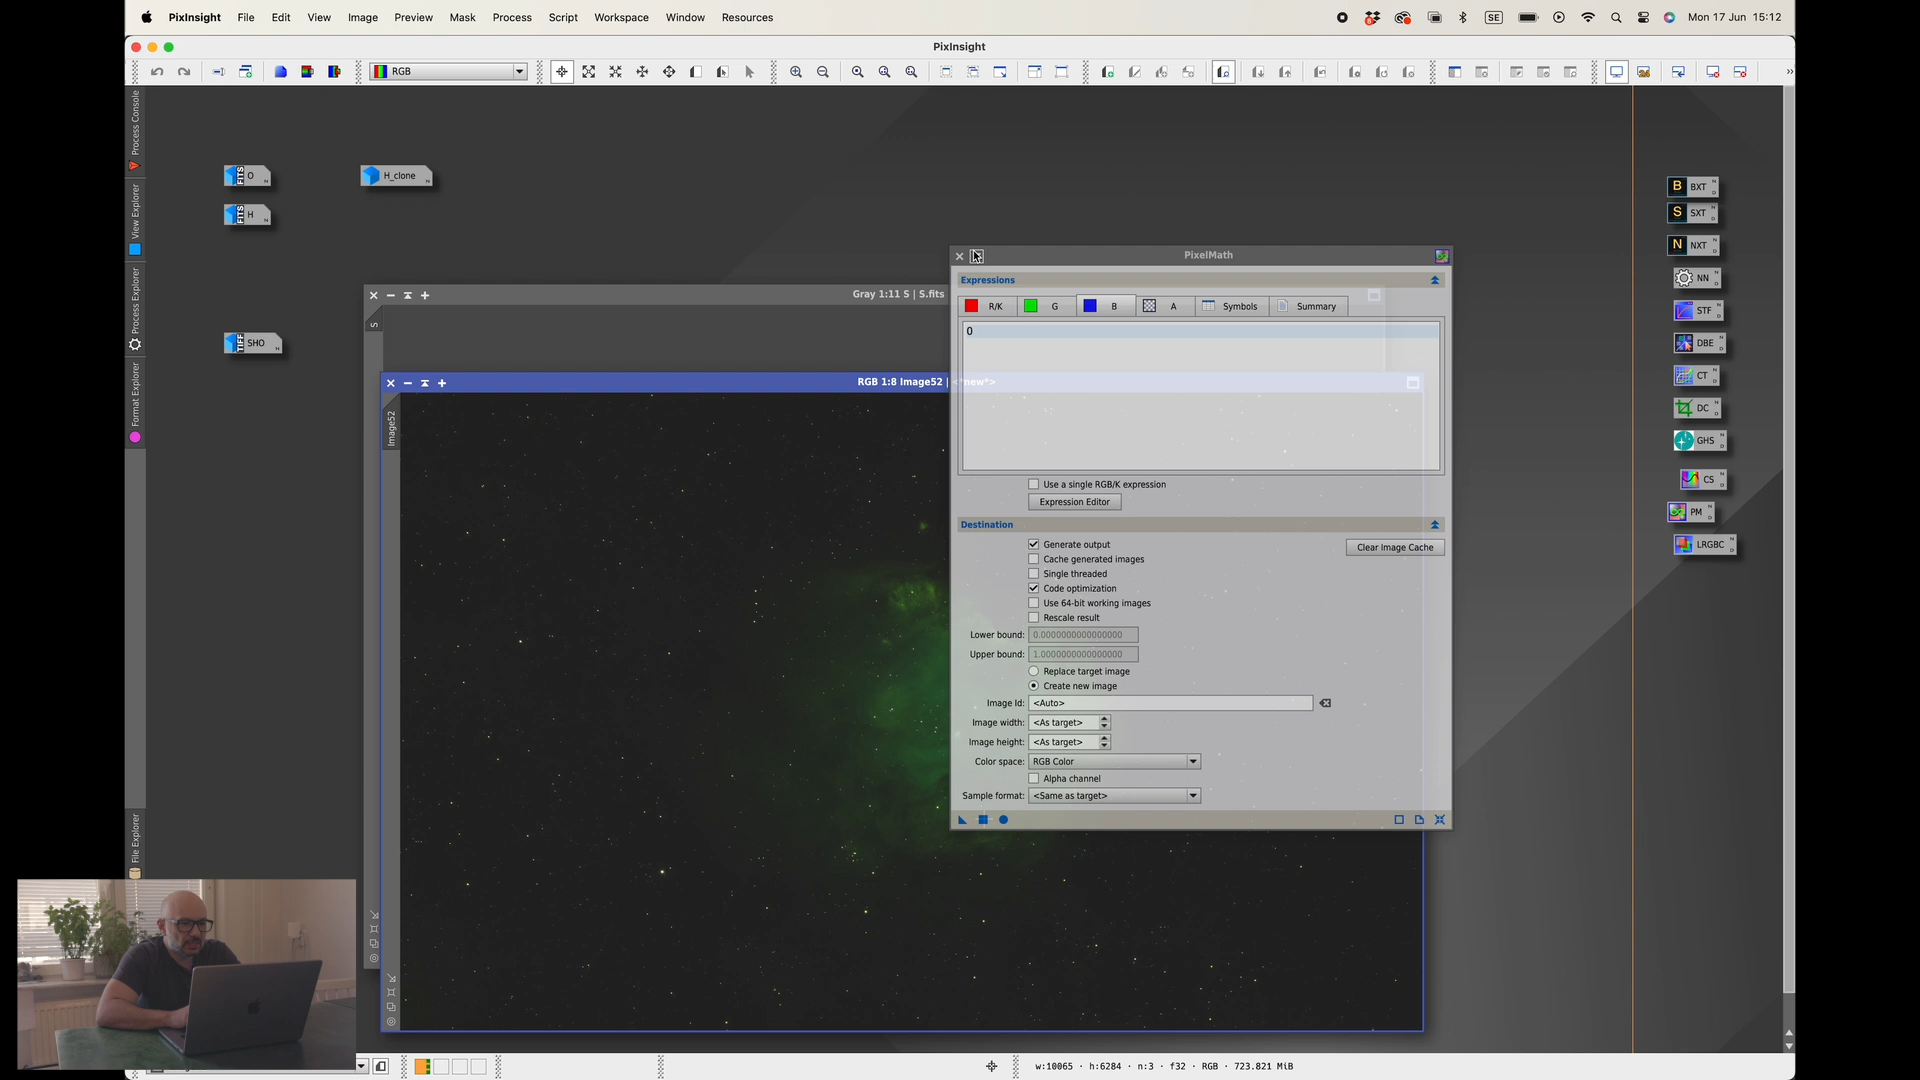 PixInsight File Edit View Image Preview Mask Process Script Workspace Window Resources
SE
Mon 17 Jun 15:12
PixInsight
RGB
Process Console
View Explorer
Process Explorer
Format Explorer
File Explorer
FITS O
H_clone
FITS H
TIFF SHO
Gray 1:11 S | S.fits
S
RGB 1:8 Image52 | <*new*>
Image52
PixelMath
Expressions
R/K G B A Symbols Summary
0
Use a single RGB/K expression
Expression Editor
Destination
Generate output
Clear Image Cache
Cache generated images
Single threaded
Code optimization
Use 64-bit working images
Rescale result
Lower bound: 0.0000000000000000
Upper bound: 1.0000000000000000
Replace target image
Create new image
Image Id: <Auto>
Image width: <As target>
Image height: <As target>
Color space: RGB Color
Alpha channel
Sample format: <Same as target>
B BXT
S SXT
N NXT
NN
STF
DBE
CT
DC
GHS
CS
PM
LRGBC
w:10065 · h:6284 · n:3 · f32 · RGB · 723.821 MiB